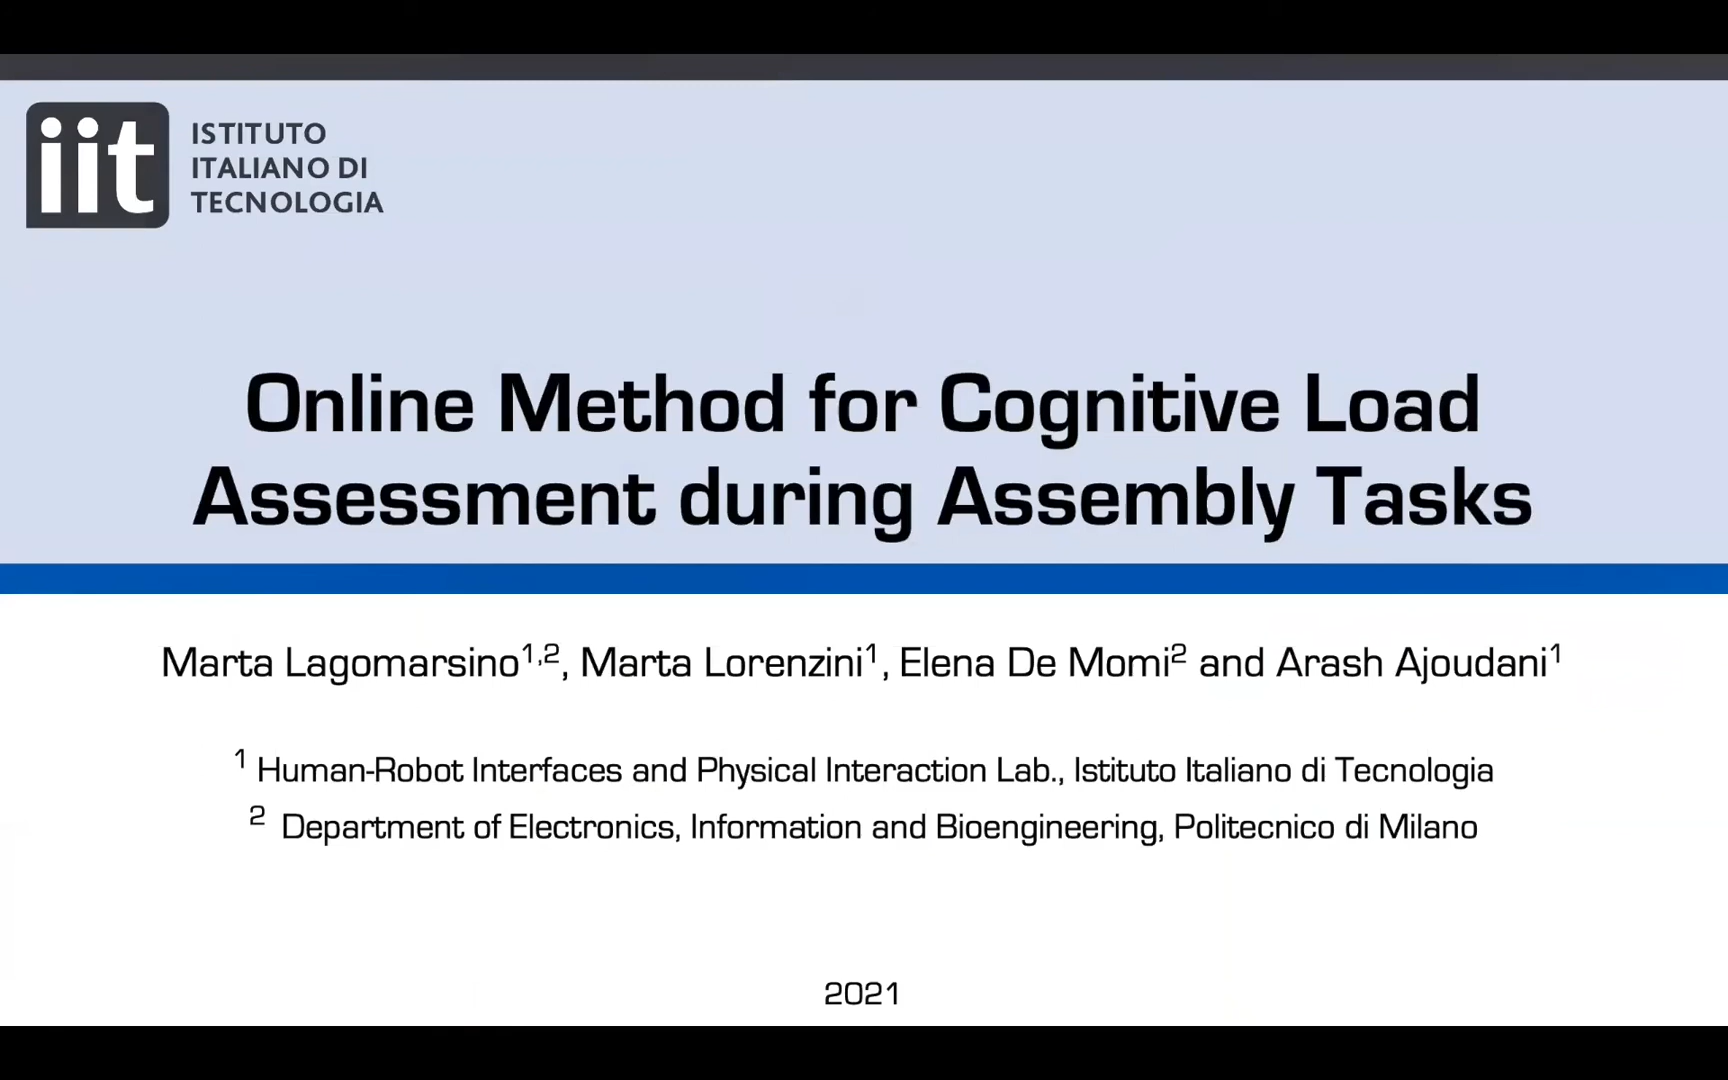 iit
ISTITUTO
ITALIANO DI
TECNOLOGIA
Online Method for Cognitive Load
Assessment during Assembly Tasks
Marta Lagomarsino1,2, Marta Lorenzini1, Elena De Momi2 and Arash Ajoudani1
1 Human-Robot Interfaces and Physical Interaction Lab., Istituto Italiano di Tecnologia
2 Department of Electronics, Information and Bioengineering, Politecnico di Milano
2021